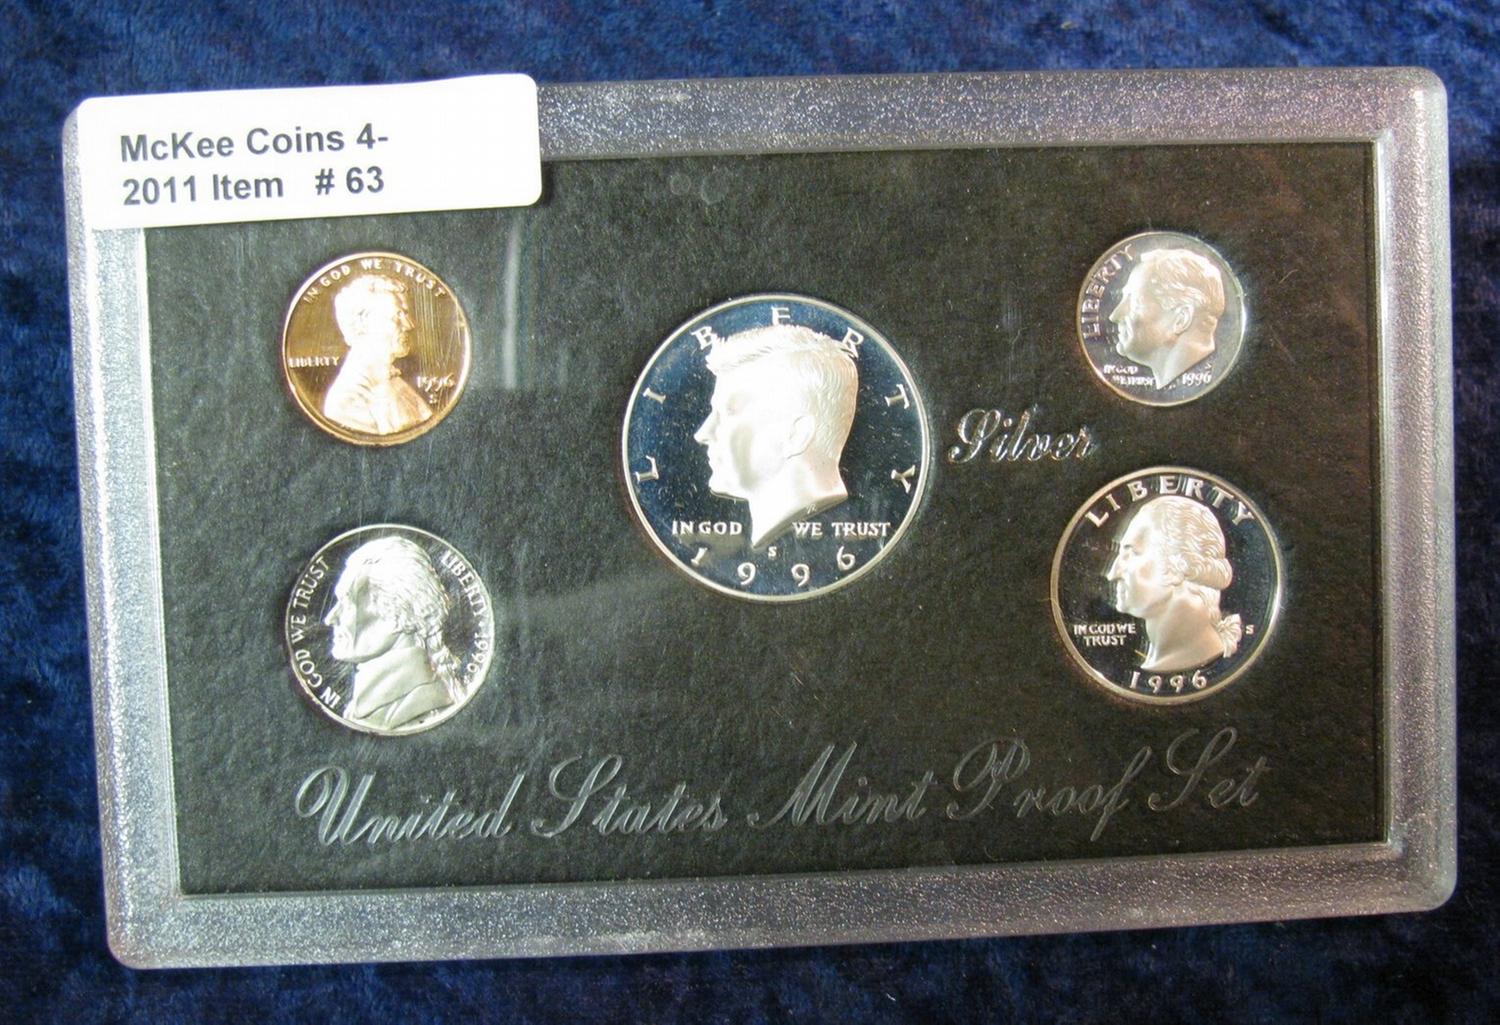 McKee Coins 4-
2011 Item # 63
IN GOD WE TRUST
LIBERTY
1996
S
LIBERTY
IN GOD WE TRUST
S
1996
LIBERTY
IN GOD WE TRUST
1996
S
Silver
IN GOD WE TRUST
LIBERTY 1996
LIBERTY
IN GOD WE
TRUST
S
1996
United States Mint Proof Set